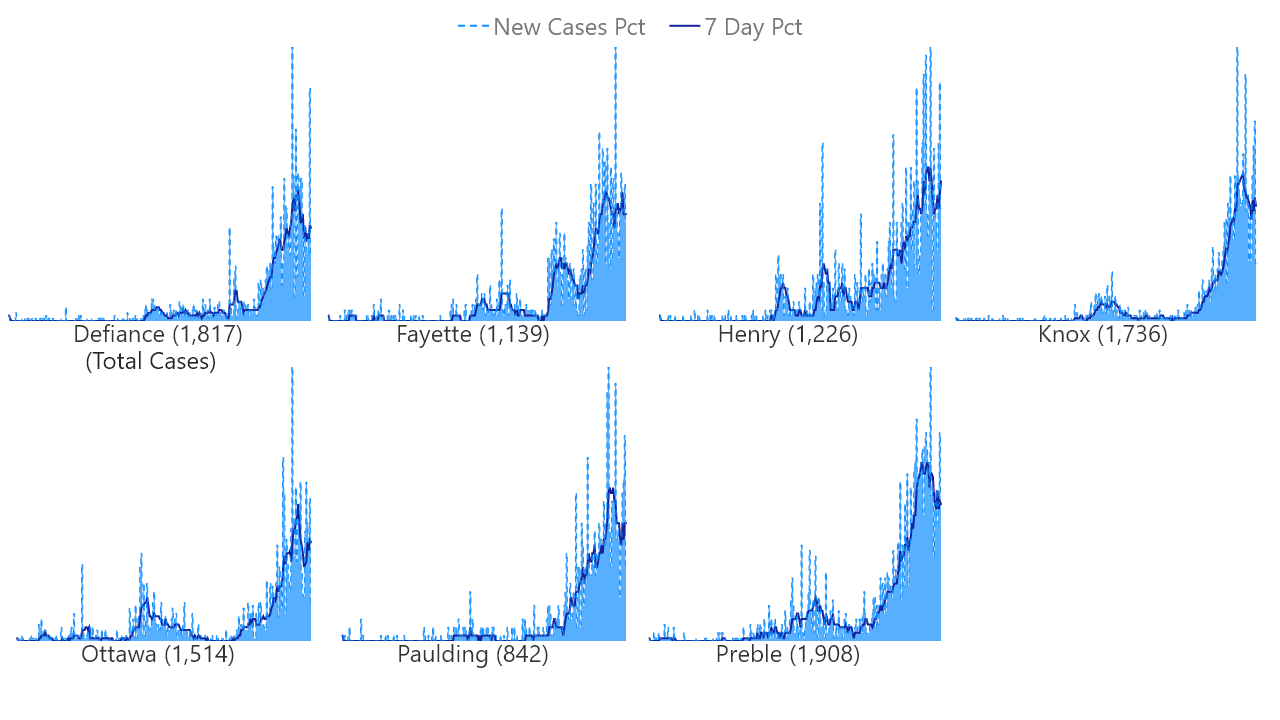 New Cases Pct 7 Day Pct
Defiance (1,817)
(Total Cases)
Fayette (1,139)
Henry (1,226)
Knox (1,736)
Ottawa (1,514)
Paulding (842)
Preble (1,908)